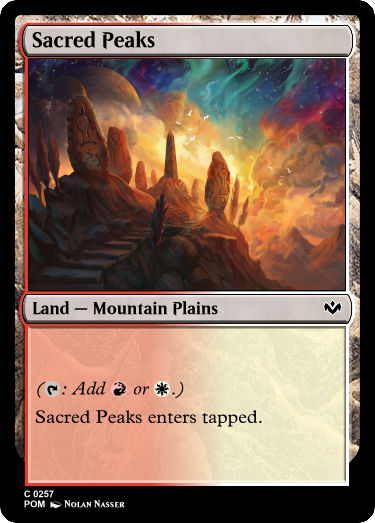 Sacred Peaks
Land — Mountain Plains
(T: Add R or W.)
Sacred Peaks enters tapped.
C 0257
POM Nolan Nasser